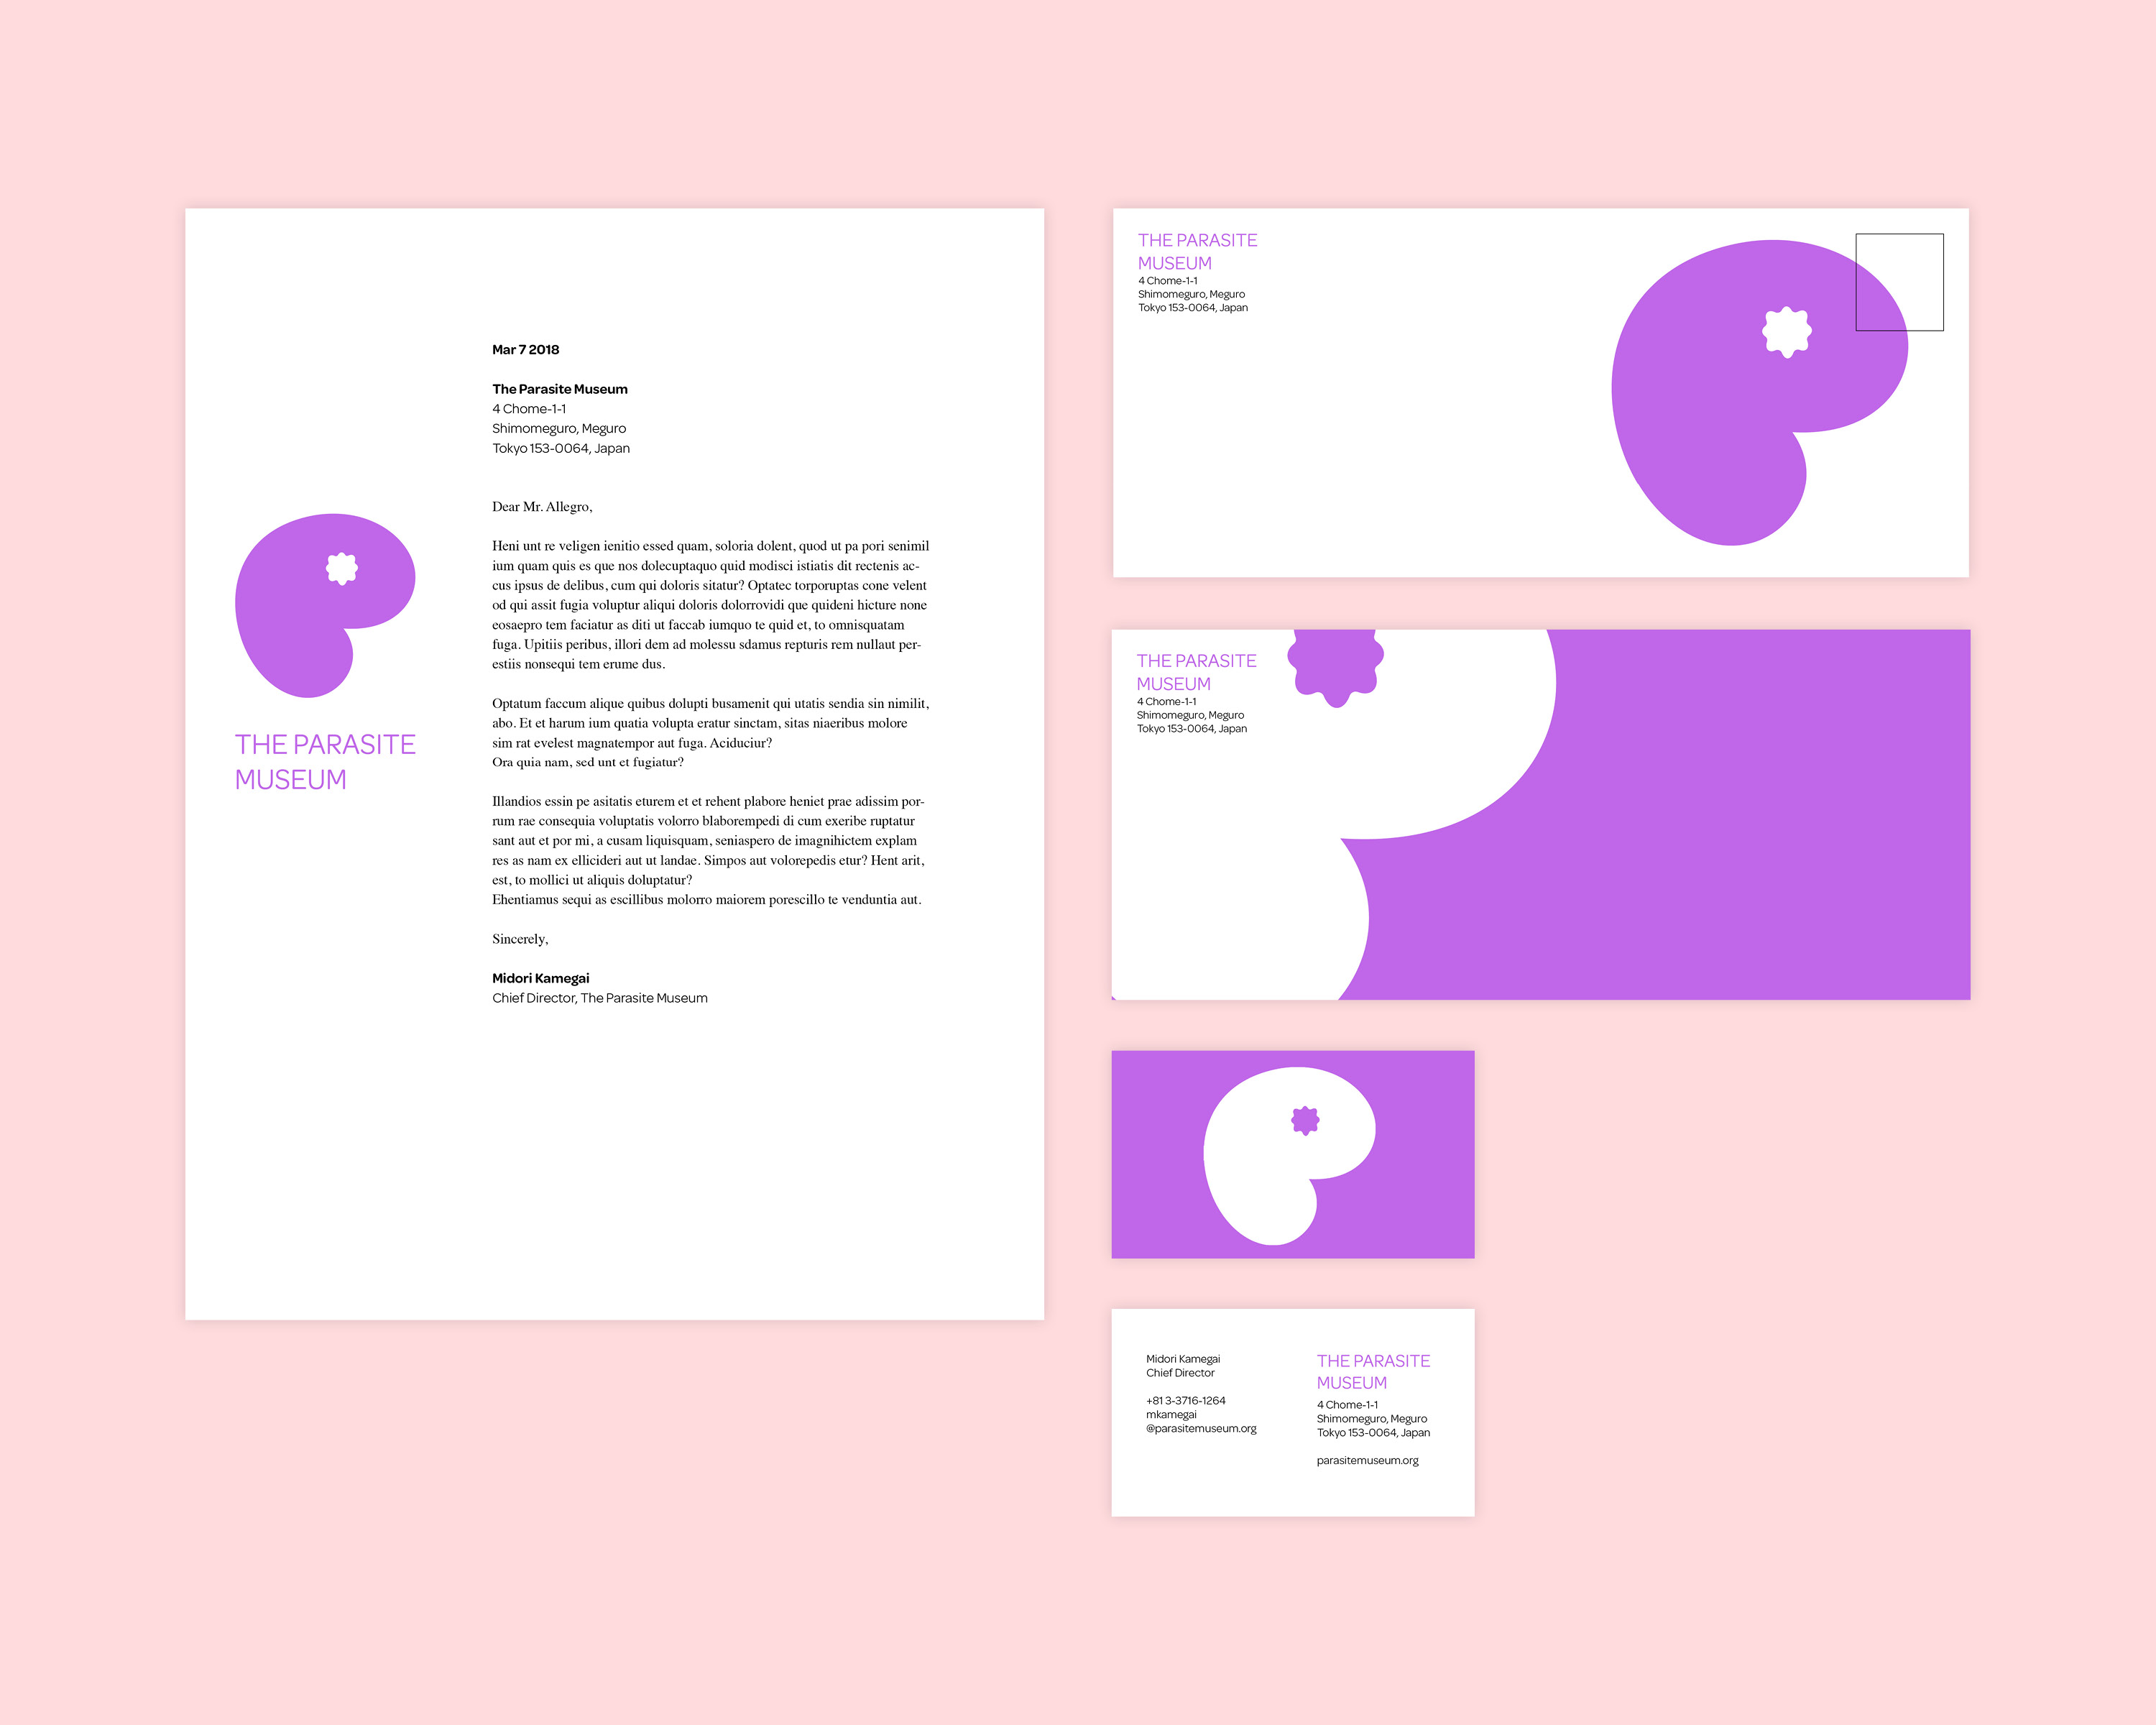 Mar 7 2018
The Parasite Museum
4 Chome-1-1
Shimomeguro, Meguro
Tokyo 153-0064, Japan
Dear Mr. Allegro,
Heni unt re veligen ienitio essed quam, soloria dolent, quod ut pa pori senimil
ium quam quis es que nos dolecuptaquo quid modisci istiatis dit rectenis ac-
cus ipsus de delibus, cum qui doloris sitatur? Optatec torporuptas cone velent
od qui assit fugia voluptur aliqui doloris dolorrovidi que quideni hicture none
eosaepro tem faciatur as diti ut faccab iumquo te quid et, to omnisquatam
fuga. Upitiis peribus, illori dem ad molessu sdamus repturis rem nullaut per-
estiis nonsequi tem erume dus.
Optatum faccum alique quibus dolupti busamenit qui utatis sendia sin nimilit,
abo. Et et harum ium quatia volupta eratur sinctam, sitas niaeribus molore
sim rat evelest magnatempor aut fuga. Aciduciur?
Ora quia nam, sed unt et fugiatur?
Illandios essin pe asitatis eturem et et rehent plabore heniet prae adissim por-
rum rae consequia voluptatis volorro blaborempedi di cum exeribe ruptatur
sant aut et por mi, a cusam liquisquam, seniaspero de imagnihictem explam
res as nam ex ellicideri aut ut landae. Simpos aut volorepedis etur? Hent arit,
est, to mollici ut aliquis doluptatur?
Ehentiamus sequi as escillibus molorro maiorem porescillo te venduntia aut.
Sincerely,
Midori Kamegai
Chief Director, The Parasite Museum
THE PARASITE
MUSEUM
THE PARASITE
MUSEUM
4 Chome-1-1
Shimomeguro, Meguro
Tokyo 153-0064, Japan
THE PARASITE
MUSEUM
4 Chome-1-1
Shimomeguro, Meguro
Tokyo 153-0064, Japan
Midori Kamegai
Chief Director
+81 3-3716-1264
mkamegai
@parasitemuseum.org
THE PARASITE
MUSEUM
4 Chome-1-1
Shimomeguro, Meguro
Tokyo 153-0064, Japan
parasitemuseum.org